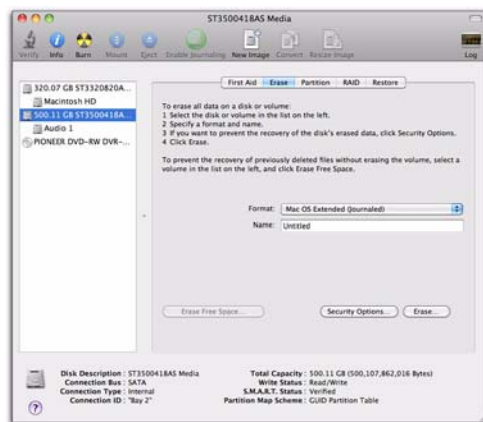 ST3500418AS Media
Verify Info Burn Mount Eject Enable Journaling New Image Convert Resize Image Log
320.07 GB ST3320820A...
Macintosh HD
500.11 GB ST3500418A...
Audio 1
PIONEER DVD-RW DVR-...
First Aid Erase Partition RAID Restore
To erase all data on a disk or volume:
1 Select the disk or volume in the list on the left.
2 Specify a format and name.
3 If you want to prevent the recovery of the disk's erased data, click Security Options.
4 Click Erase.
To prevent the recovery of previously deleted files without erasing the volume, select a
volume in the list on the left, and click Erase Free Space.
Format: Mac OS Extended (Journaled)
Name: Untitled
Erase Free Space... Security Options... Erase...
Disk Description : ST3500418AS Media
Connection Bus : SATA
Connection Type : Internal
Connection ID : "Bay 2"
Total Capacity : 500.11 GB (500,107,862,016 Bytes)
Write Status : Read/Write
S.M.A.R.T. Status : Verified
Partition Map Scheme : GUID Partition Table
?